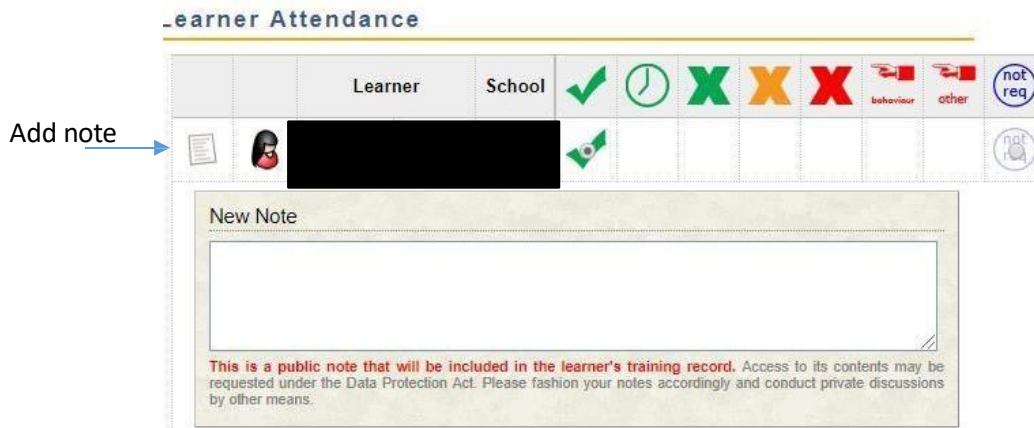 Learner Attendance
Learner School behaviour other not req
Add note
not req
New Note
This is a public note that will be included in the learner's training record. Access to its contents may be
requested under the Data Protection Act. Please fashion your notes accordingly and conduct private discussions
by other means.